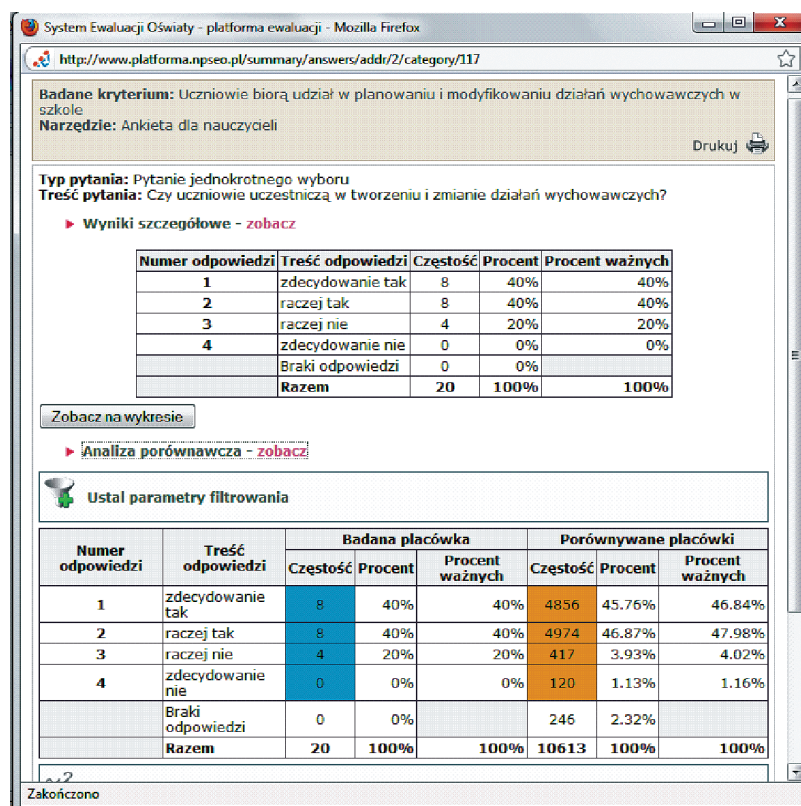 System Ewaluacji Oświaty - platforma ewaluacji - Mozilla Firefox
http://www.platforma.npseo.pl/summary/answers/addr/2/category/117
Badane kryterium: Uczniowie biorą udział w planowaniu i modyfikowaniu działań wychowawczych w
szkole
Narzędzie: Ankieta dla nauczycieli
Drukuj
Typ pytania: Pytanie jednokrotnego wyboru
Treść pytania: Czy uczniowie uczestniczą w tworzeniu i zmianie działań wychowawczych?
Wyniki szczegółowe - zobacz
Numer odpowiedzi Treść odpowiedzi Częstość Procent Procent ważnych
1 zdecydowanie tak 8 40% 40%
2 raczej tak 8 40% 40%
3 raczej nie 4 20% 20%
4 zdecydowanie nie 0 0% 0%
Braki odpowiedzi 0 0%
Razem 20 100% 100%
Zobacz na wykresie
Analiza porównawcza - zobacz
Ustal parametry filtrowania
Badana placówka Porównywane placówki
Numer odpowiedzi Treść odpowiedzi Częstość Procent Procent ważnych Częstość Procent Procent ważnych
1 zdecydowanie tak 8 40% 40% 4856 45.76% 46.84%
2 raczej tak 8 40% 40% 4974 46.87% 47.98%
3 raczej nie 4 20% 20% 417 3.93% 4.02%
4 zdecydowanie nie 0 0% 0% 120 1.13% 1.16%
Braki odpowiedzi 0 0% 246 2.32%
Razem 20 100% 100% 10613 100% 100%
Zakończono